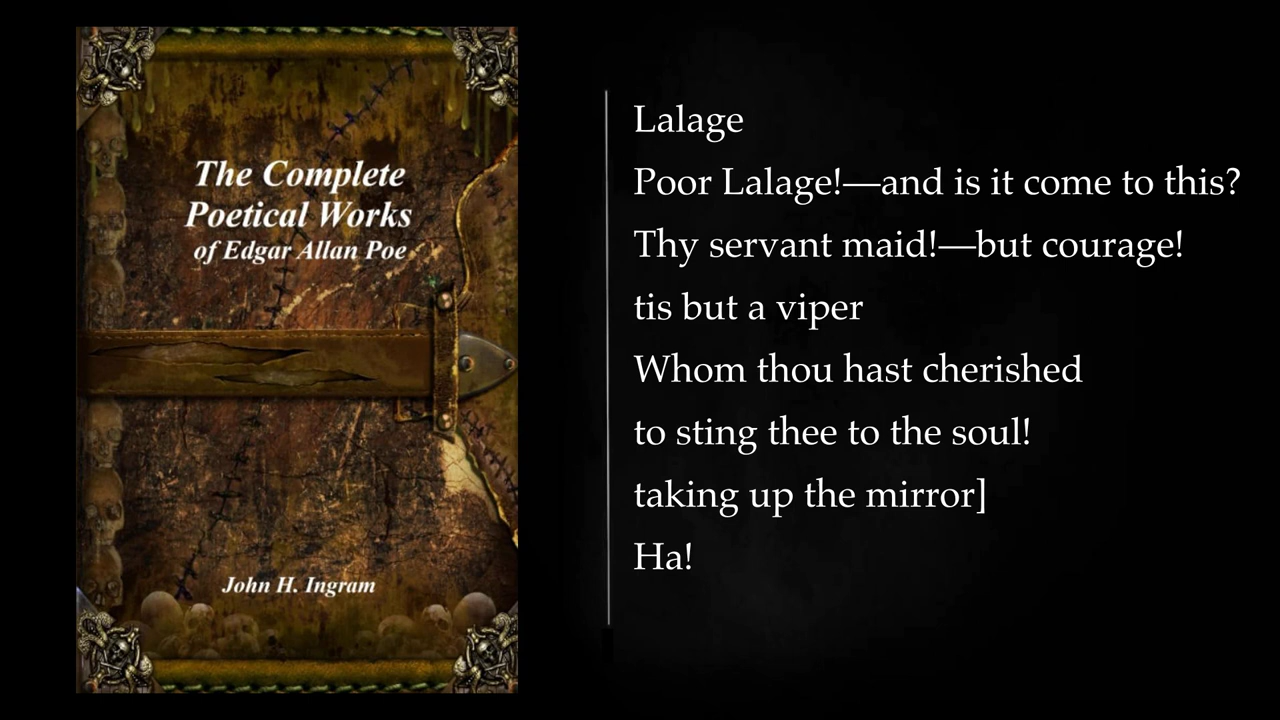 The Complete
Poetical Works
of Edgar Allan Poe
John H. Ingram
Lalage
Poor Lalage!—and is it come to this?
Thy servant maid!—but courage!
tis but a viper
Whom thou hast cherished
to sting thee to the soul!
taking up the mirror]
Ha!